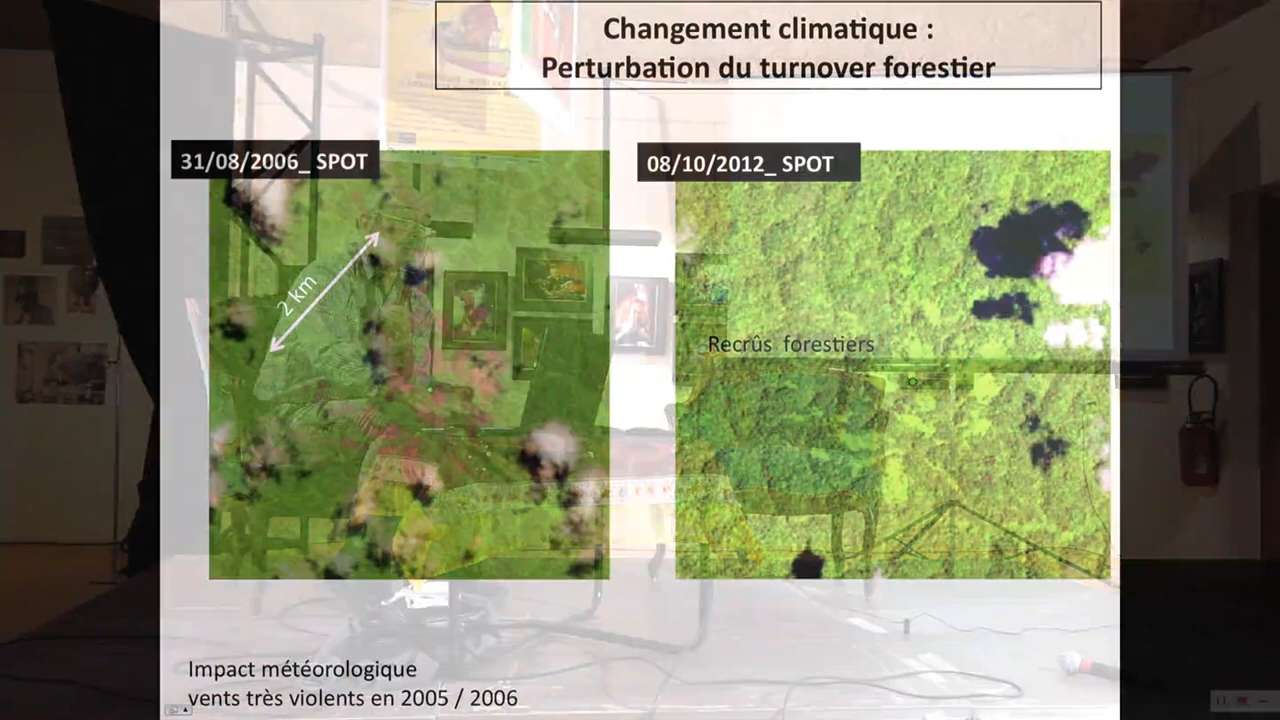 Changement climatique :
Perturbation du turnover forestier
31/08/2006_ SPOT
08/10/2012_ SPOT
2 km
Recrûs forestiers
Impact météorologique
vents très violents en 2005 / 2006